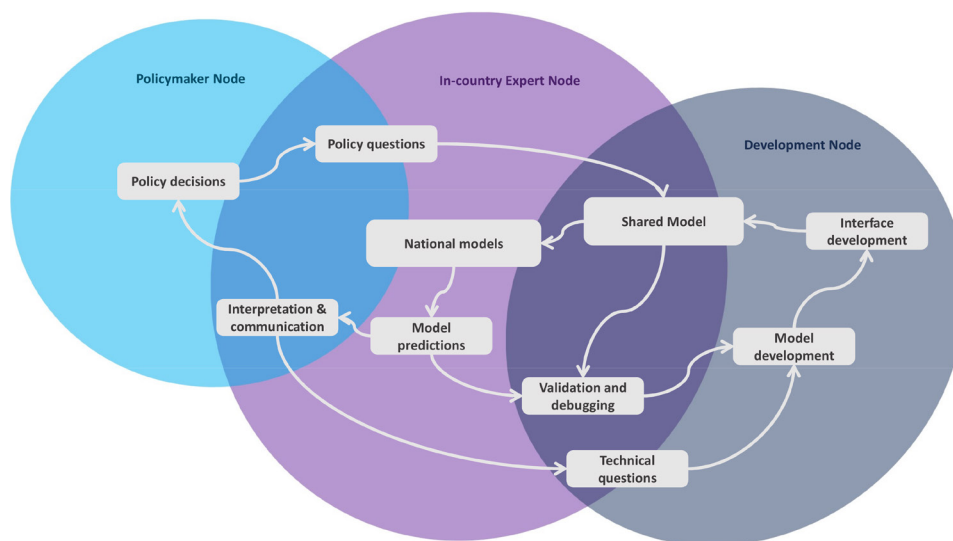 Policymaker Node
In-country Expert Node
Development Node
Policy questions
Policy decisions
Shared Model
Interface
development
National models
Interpretation &
communication
Model
predictions
Model
development
Validation and
debugging
Technical
questions